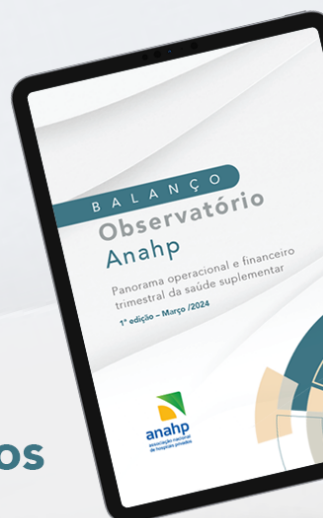 BALANÇO
Observatório
Anahp
Panorama operacional e financeiro
trimestral da saúde suplementar
1ª edição – Março /2024
anahp
associação nacional
de hospitais privados
os